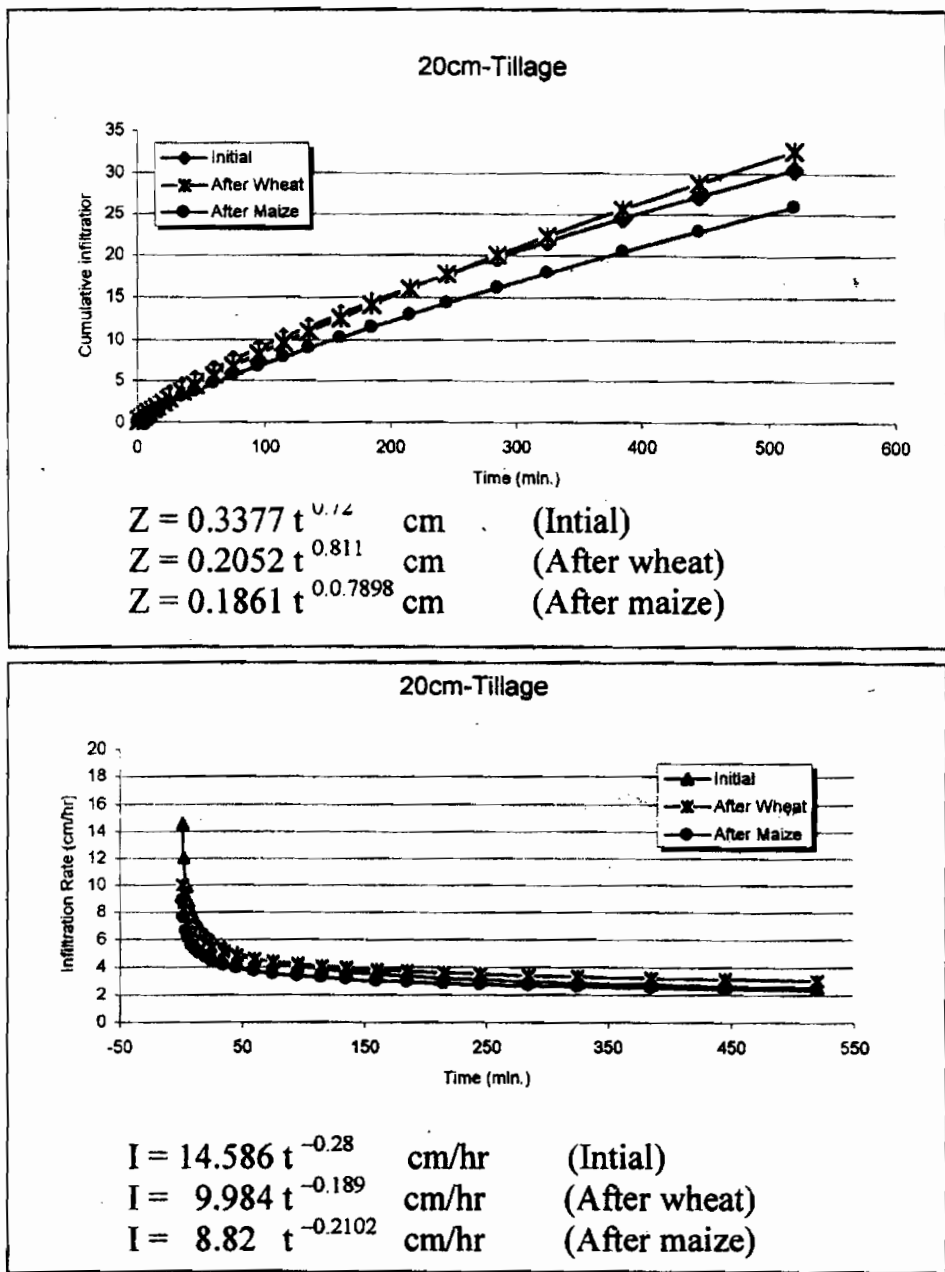 20cm-Tillage
35
30
25
20
15
10
5
0
Cumulative Infiltration
Initial
After Wheat
After Maize
0 100 200 300 400 500 600
Time (min.)
Z = 0.3377 t 0.72 cm (Intial)
Z = 0.2052 t 0.811 cm (After wheat)
Z = 0.1861 t 0.0.7898 cm (After maize)
20cm-Tillage
20
18
16
14
12
10
8
6
4
2
0
Infiltration Rate (cm/hr)
Initial
After Wheat
After Maize
-50 50 150 250 350 450 550
Time (min.)
I = 14.586 t −0.28 cm/hr (Intial)
I = 9.984 t −0.189 cm/hr (After wheat)
I = 8.82 t −0.2102 cm/hr (After maize)